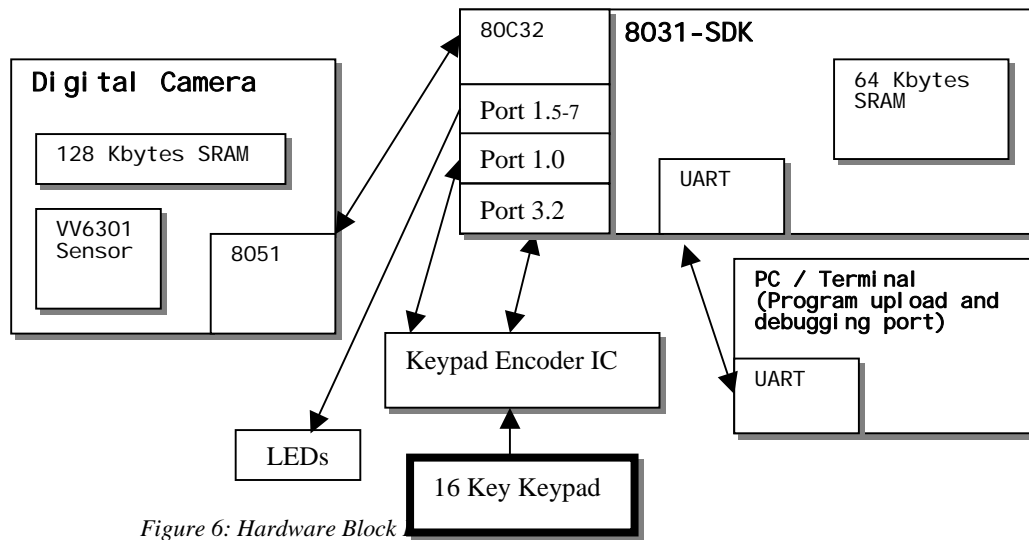 Digital Camera
128 Kbytes SRAM
VV6301
Sensor
8051
80C32
Port 1.5-7
Port 1.0
Port 3.2
8031-SDK
64 Kbytes
SRAM
UART
PC / Terminal
(Program upload and
debugging port)
UART
Keypad Encoder IC
LEDs
16 Key Keypad
Figure 6: Hardware Block